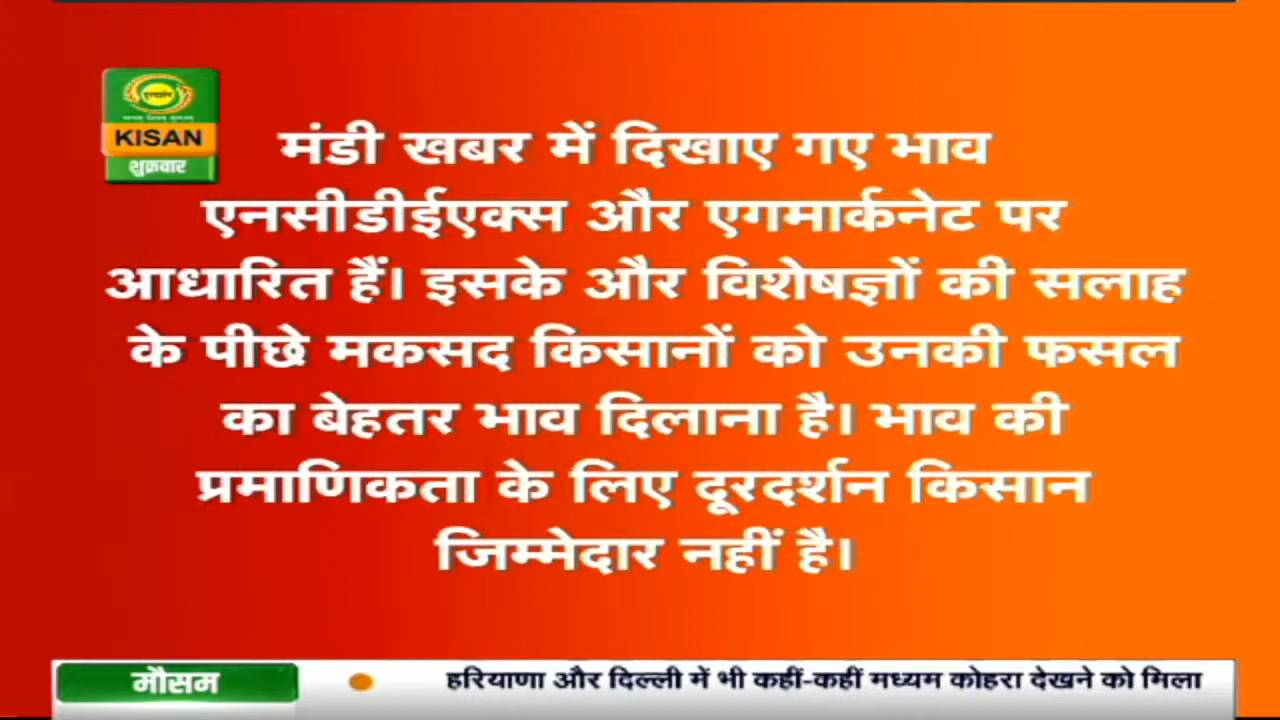 KISAN
शुक्रवार
मंडी खबर में दिखाए गए भाव
एनसीडीईएक्स और एगमार्कनेट पर
आधारित हैं। इसके और विशेषज्ञों की सलाह
के पीछे मकसद किसानों को उनकी फसल
का बेहतर भाव दिलाना है। भाव की
प्रमाणिकता के लिए दूरदर्शन किसान
जिम्मेदार नहीं है।
मौसम
हरियाणा और दिल्ली में भी कहीं-कहीं मध्यम कोहरा देखने को मिला